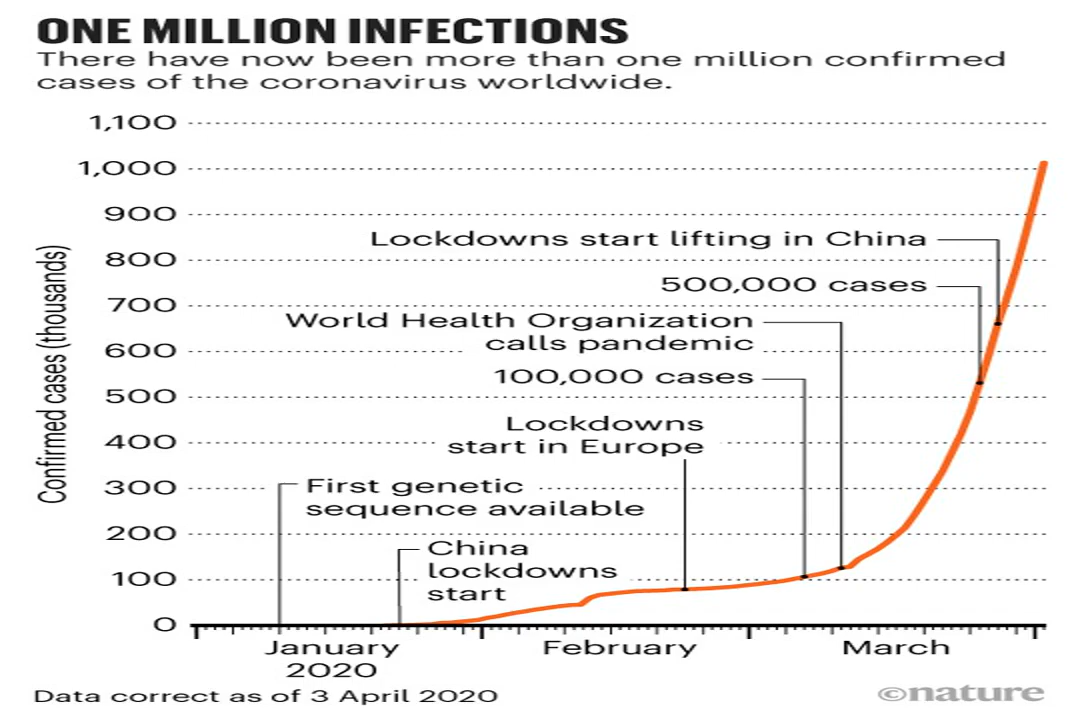 ONE MILLION INFECTIONS
There have now been more than one million confirmed
cases of the coronavirus worldwide.
1,100
1,000
900
800
700
600
500
400
300
200
100
0
Confirmed cases (thousands)
Lockdowns start lifting in China
500,000 cases
World Health Organization
calls pandemic
100,000 cases
Lockdowns
start in Europe
First genetic
sequence available
China
lockdowns
start
January
2020
February
March
Data correct as of 3 April 2020
©nature